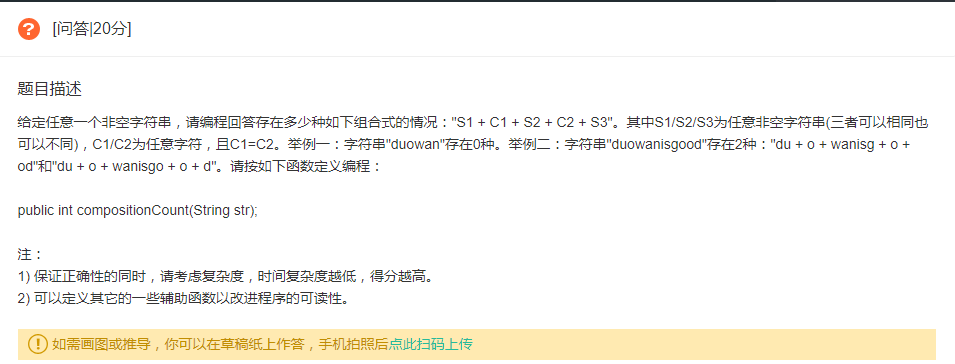 [问答|20分]
题目描述
给定任意一个非空字符串，请编程回答存在多少种如下组合式的情况："S1 + C1 + S2 + C2 + S3"。其中S1/S2/S3为任意非空字符串(三者可以相同也
可以不同)，C1/C2为任意字符，且C1=C2。举例一：字符串"duowan"存在0种。举例二：字符串"duowanisgood"存在2种："du + o + wanisg + o +
od"和"du + o + wanisgo + o + d"。请按如下函数定义编程：
public int compositionCount(String str);
注：
1) 保证正确性的同时，请考虑复杂度，时间复杂度越低，得分越高。
2) 可以定义其它的一些辅助函数以改进程序的可读性。
如需画图或推导，你可以在草稿纸上作答，手机拍照后点此扫码上传